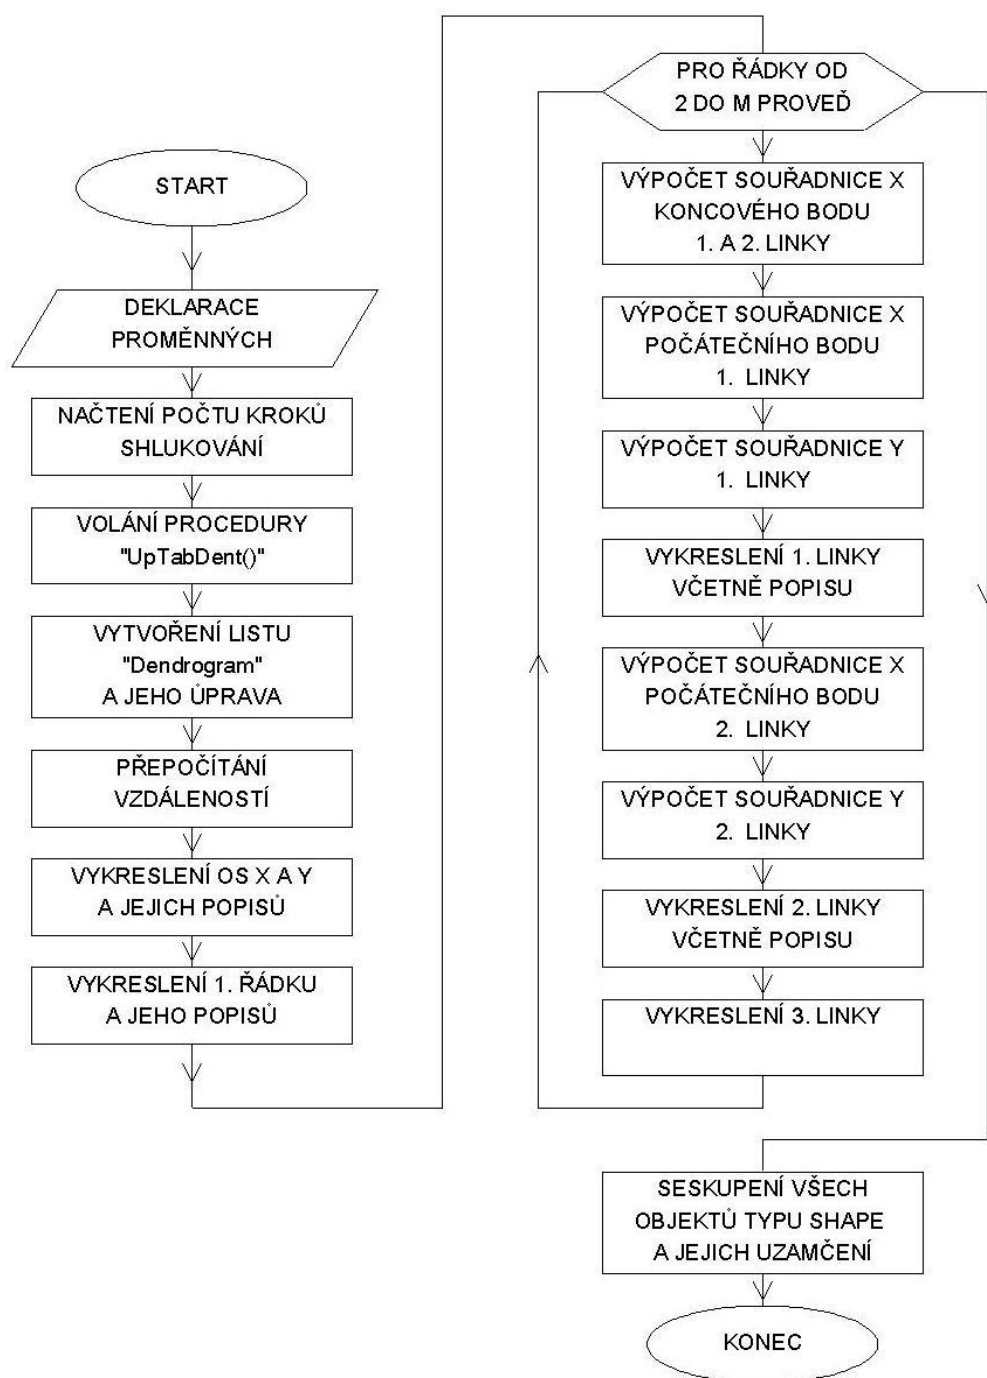 START
DEKLARACE
PROMĚNNÝCH
NAČTENÍ POČTU KROKŮ
SHLUKOVÁNÍ
VOLÁNÍ PROCEDURY
"UpTabDent()"
VYTVOŘENÍ LISTU
"Dendrogram"
A JEHO ÚPRAVA
PŘEPOČÍTÁNÍ
VZDÁLENOSTÍ
VYKRESLENÍ OS X A Y
A JEJICH POPISŮ
VYKRESLENÍ 1. ŘÁDKU
A JEHO POPISŮ
PRO ŘÁDKY OD
2 DO M PROVEĎ
VÝPOČET SOUŘADNICE X
KONCOVÉHO BODU
1. A 2. LINKY
VÝPOČET SOUŘADNICE X
POČÁTEČNÍHO BODU
1. LINKY
VÝPOČET SOUŘADNICE Y
1. LINKY
VYKRESLENÍ 1. LINKY
VČETNĚ POPISU
VÝPOČET SOUŘADNICE X
POČÁTEČNÍHO BODU
2. LINKY
VÝPOČET SOUŘADNICE Y
2. LINKY
VYKRESLENÍ 2. LINKY
VČETNĚ POPISU
VYKRESLENÍ 3. LINKY
SESKUPENÍ VŠECH
OBJEKTŮ TYPU SHAPE
A JEJICH UZAMČENÍ
KONEC